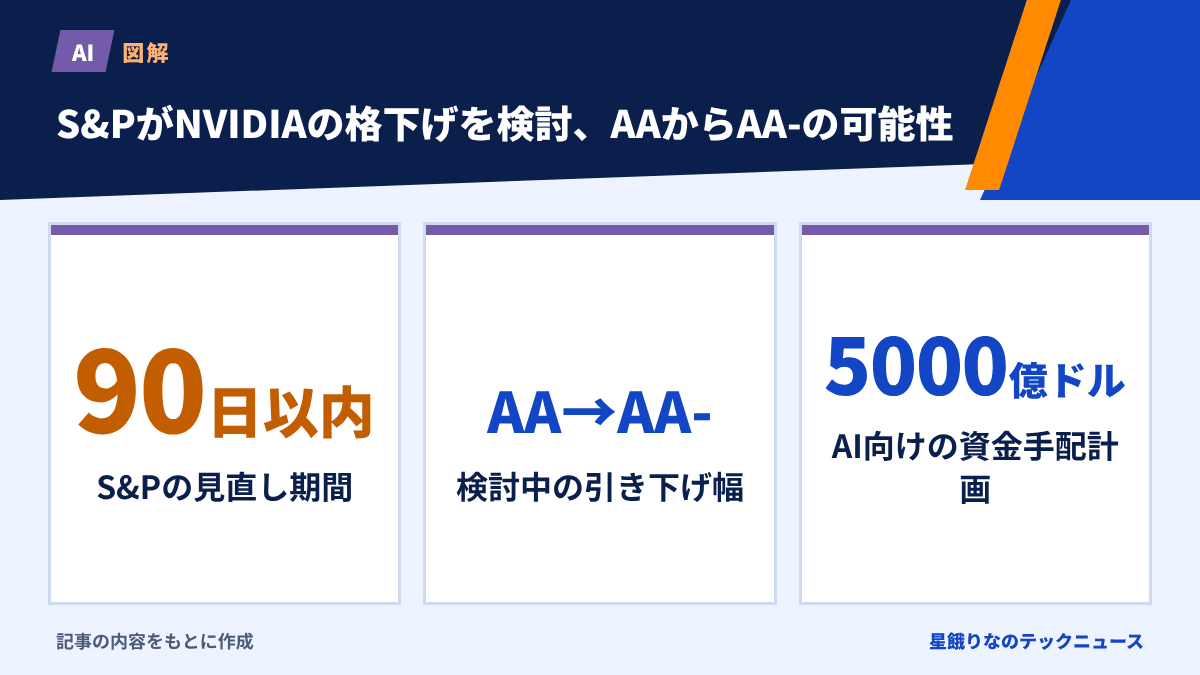 AI 図解
S&PがNVIDIAの格下げを検討、AAからAA-の可能性
90日以内
S&Pの見直し期間
AA→AA-
検討中の引き下げ幅
5000億ドル
AI向けの資金手配計
画
記事の内容をもとに作成
星餓りなのテックニュース